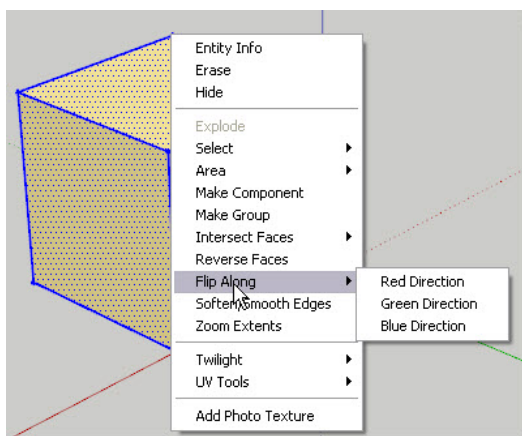 Entity Info
Erase
Hide
Explode
Select
Area
Make Component
Make Group
Intersect Faces
Reverse Faces
Flip Along
Red Direction
Green Direction
Blue Direction
Soften/Smooth Edges
Zoom Extents
Twilight
UV Tools
Add Photo Texture